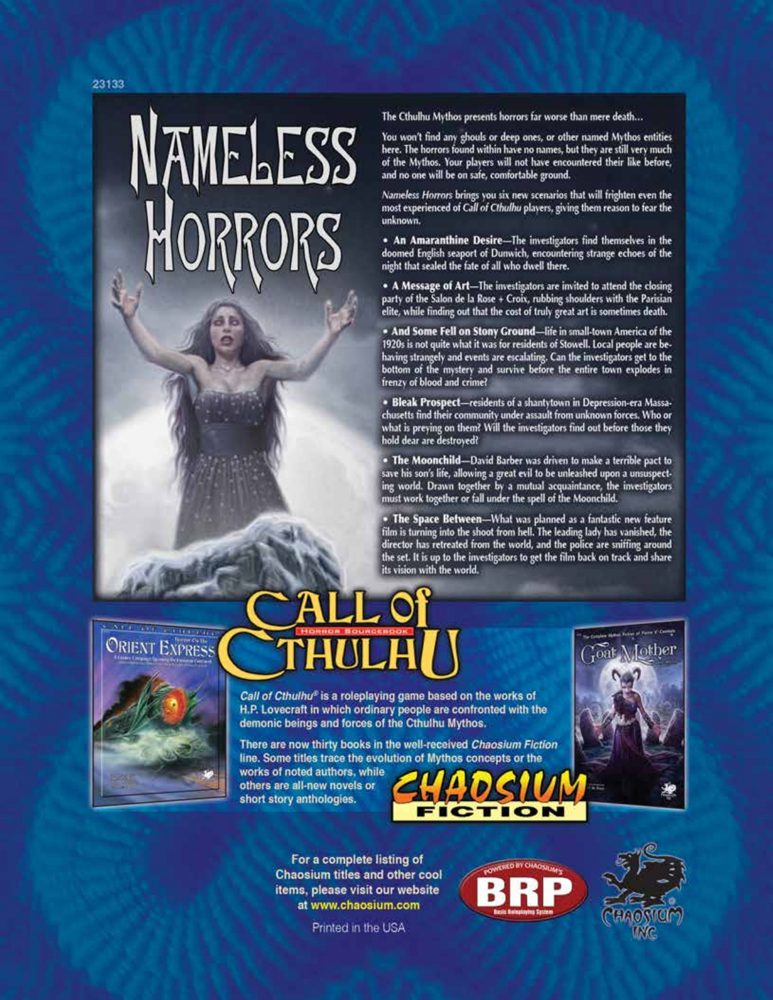 23133
NAMELESS
HORRORS
The Cthulhu Mythos presents horrors far worse than mere death…
You won't find any ghouls or deep ones, or other named Mythos entities
here. The horrors found within have no names, but they are still very much
of the Mythos. Your players will not have encountered their like before,
and no one will be on safe, comfortable ground.
Nameless Horrors brings you six new scenarios that will frighten even the
most experienced of Call of Cthulhu players, giving them reason to fear the
unknown.
• An Amaranthine Desire—The investigators find themselves in the
doomed English seaport of Dunwich, encountering strange echoes of the
night that sealed the fate of all who dwell there.
• A Message of Art—The investigators are invited to attend the closing
party of the Salon de la Rose + Croix, rubbing shoulders with the Parisian
elite, while finding out that the cost of truly great art is sometimes death.
• And Some Fell on Stony Ground—life in small-town America of the
1920s is not quite what it was for residents of Stowell. Local people are be-
having strangely and events are escalating. Can the investigators get to the
bottom of the mystery and survive before the entire town explodes in
frenzy of blood and crime?
• Bleak Prospect—residents of a shantytown in Depression-era Massa-
chusetts find their community under assault from unknown forces. Who or
what is preying on them? Will the investigators find out before those they
hold dear are destroyed?
• The Moonchild—David Barber was driven to make a terrible pact to
save his son's life, allowing a great evil to be unleashed upon a unsuspect-
ing world. Drawn together by a mutual acquaintance, the investigators
must work together or fall under the spell of the Moonchild.
• The Space Between—What was planned as a fantastic new feature
film is turning into the shoot from hell. The leading lady has vanished, the
director has retreated from the world, and the police are sniffing around
the set. It is up to the investigators to get the film back on track and share
its vision with the world.
CALL of
HORROR SOURCEBOOK
CTHULHU
CALL OF CTHULHU
Horror On the
ORIENT EXPRESS
Goat Mother
Call of Cthulhu® is a roleplaying game based on the works of
H.P. Lovecraft in which ordinary people are confronted with the
demonic beings and forces of the Cthulhu Mythos.
There are now thirty books in the well-received Chaosium Fiction
line. Some titles trace the evolution of Mythos concepts or the
works of noted authors, while
others are all-new novels or
short story anthologies.
CHAOSIUM
FICTION
For a complete listing of
Chaosium titles and other cool
items, please visit our website
at www.chaosium.com
Printed in the USA
POWERED BY CHAOSIUM'S
BRP
Basic Roleplaying System
CHAOSIUM
INC